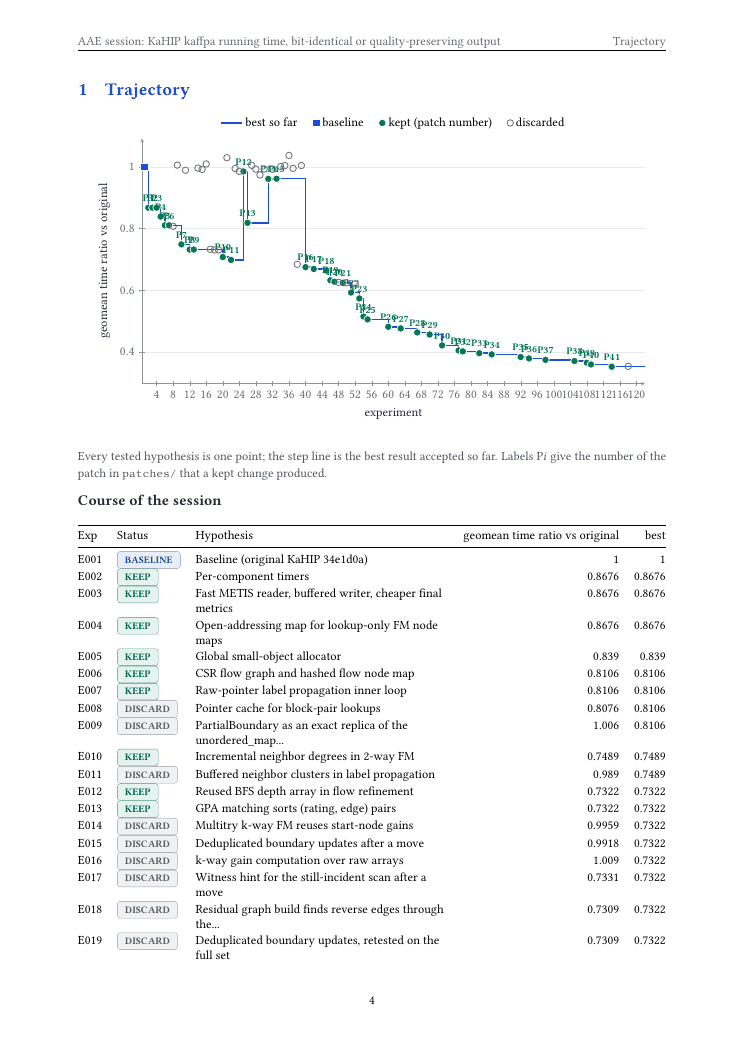 AAE session: KaHIP kaffpa running time, bit-identical or quality-preserving output Trajectory
1 Trajectory
best so far baseline kept (patch number) discarded
geomean time ratio vs original
1
0.8
0.6
0.4
P7 P11 P12 P13 P18 P21 P23 P25 P27 P28 P29 P33 P34 P36 P37 P41
4 8 12 16 20 24 28 32 36 40 44 48 52 56 60 64 68 72 76 80 84 88 92 96 100 104 108 112 116 120
experiment
Every tested hypothesis is one point; the step line is the best result accepted so far. Labels Pi give the number of the
patch in patches/ that a kept change produced.
Course of the session
Exp Status Hypothesis geomean time ratio vs original best
E001 BASELINE Baseline (original KaHIP 34e1d0a) 1 1
E002 KEEP Per-component timers 0.8676 0.8676
E003 KEEP Fast METIS reader, buffered writer, cheaper final 0.8676 0.8676
metrics
E004 KEEP Open-addressing map for lookup-only FM node 0.8676 0.8676
maps
E005 KEEP Global small-object allocator 0.839 0.839
E006 KEEP CSR flow graph and hashed flow node map 0.8106 0.8106
E007 KEEP Raw-pointer label propagation inner loop 0.8106 0.8106
E008 DISCARD Pointer cache for block-pair lookups 0.8076 0.8106
E009 DISCARD PartialBoundary as an exact replica of the 1.006 0.8106
unordered_map...
E010 KEEP Incremental neighbor degrees in 2-way FM 0.7489 0.7489
E011 DISCARD Buffered neighbor clusters in label propagation 0.989 0.7489
E012 KEEP Reused BFS depth array in flow refinement 0.7322 0.7322
E013 KEEP GPA matching sorts (rating, edge) pairs 0.7322 0.7322
E014 DISCARD Multitry k-way FM reuses start-node gains 0.9959 0.7322
E015 DISCARD Deduplicated boundary updates after a move 0.9918 0.7322
E016 DISCARD k-way gain computation over raw arrays 1.009 0.7322
E017 DISCARD Witness hint for the still-incident scan after a 0.7331 0.7322
move
E018 DISCARD Residual graph build finds reverse edges through 0.7309 0.7322
the...
E019 DISCARD Deduplicated boundary updates, retested on the 0.7309 0.7322
full set
4